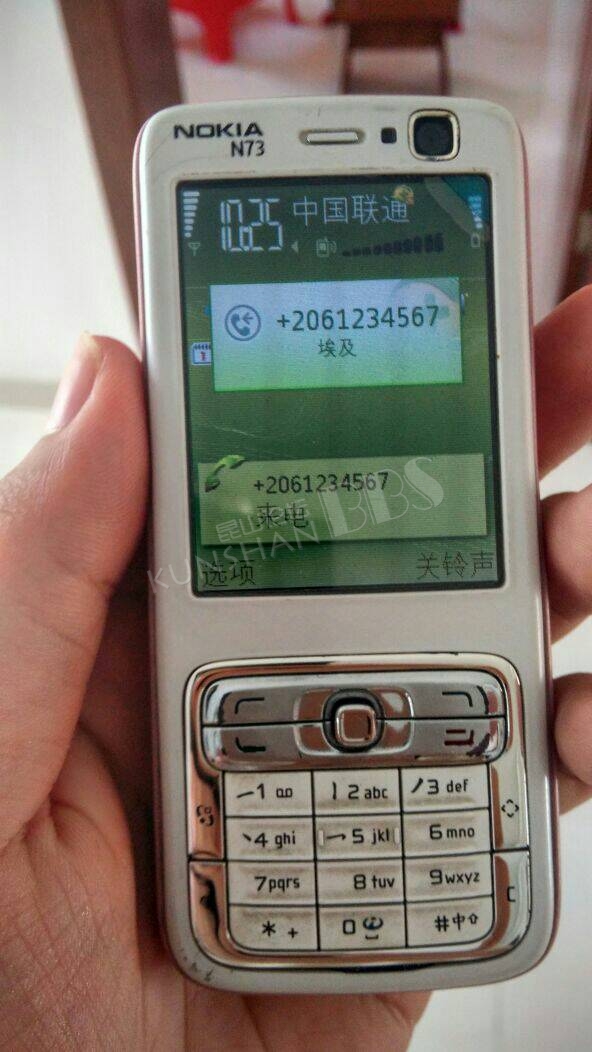 NOKIA
N73
10:25 中国联通
+2061234567
埃及
+2061234567
来电
昆山论坛 BBS
KUNSHAN
选项 关铃声
1
2 abc
3 def
4 ghi
5 jkl
6 mno
7pqrs
8 tuv
9wxyz
* +
0
#中
C